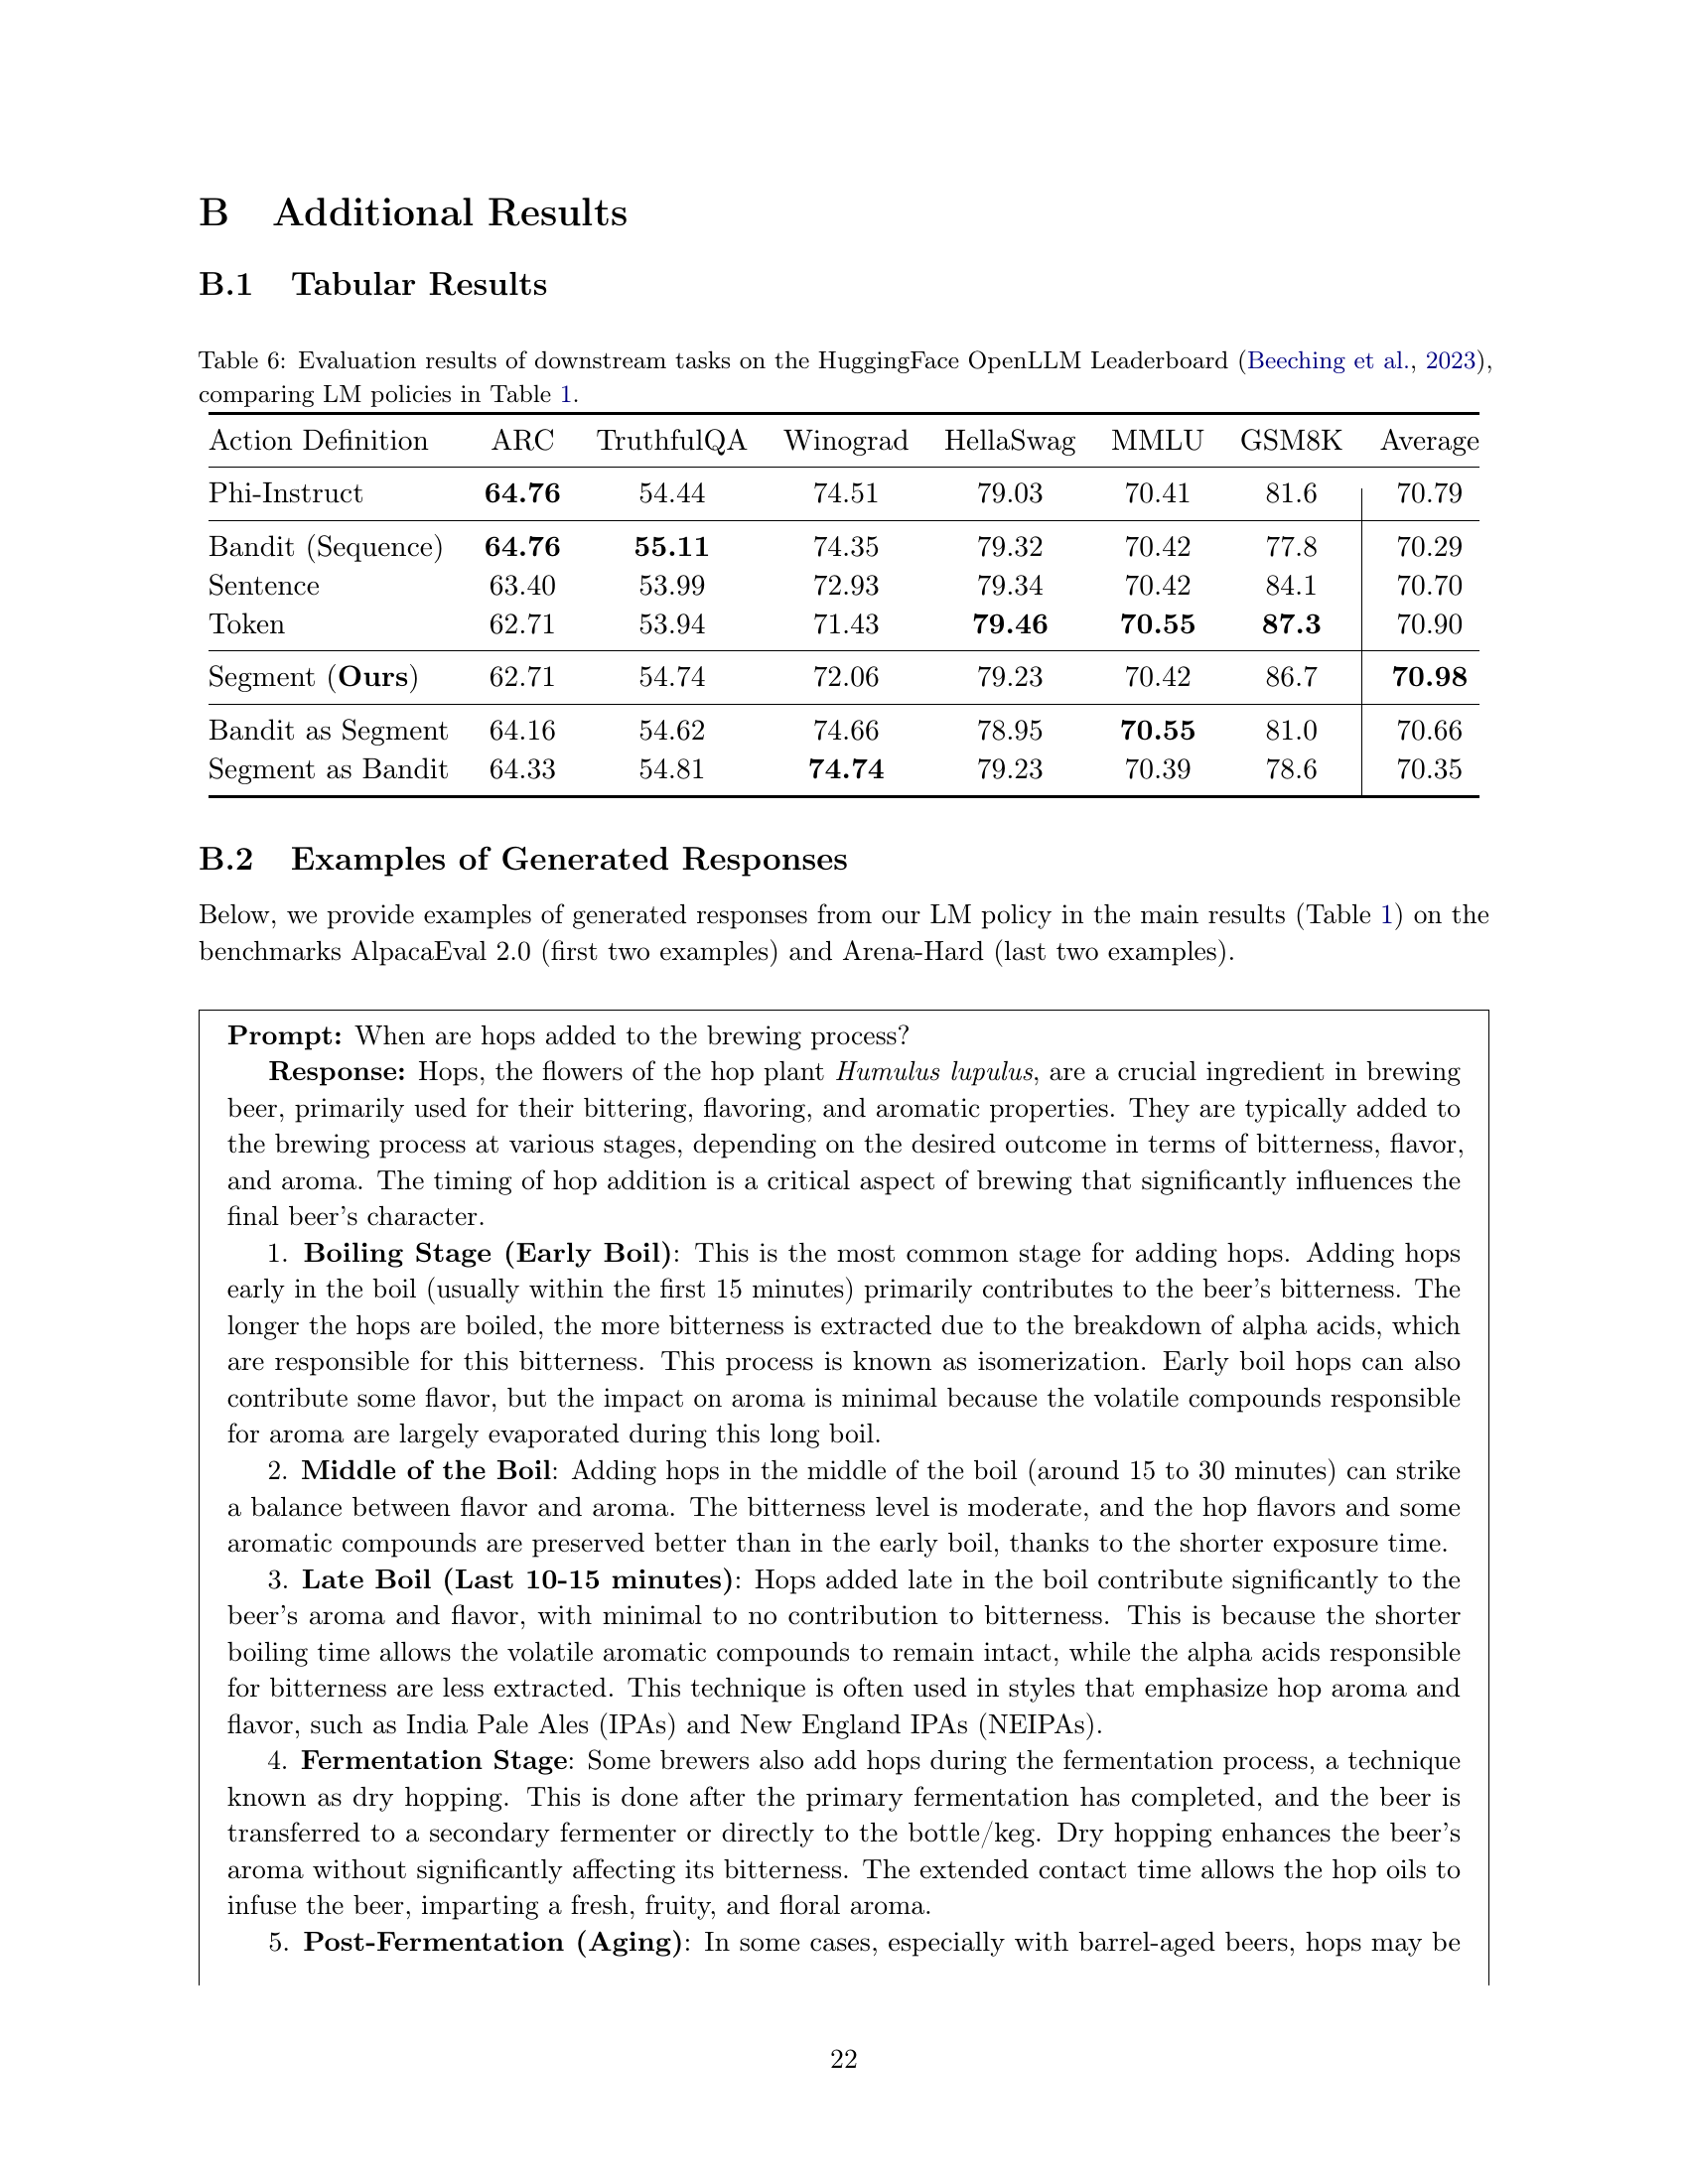 B Additional Results
B.1 Tabular Results
Table 6: Evaluation results of downstream tasks on the HuggingFace OpenLLM Leaderboard (Beeching et al., 2023),
comparing LM policies in Table 1.
Action Definition ARC TruthfulQA Winograd HellaSwag MMLU GSM8K Average
Phi-Instruct 64.76 54.44 74.51 79.03 70.41 81.6 70.79
Bandit (Sequence) 64.76 55.11 74.35 79.32 70.42 77.8 70.29
Sentence 63.40 53.99 72.93 79.34 70.42 84.1 70.70
Token 62.71 53.94 71.43 79.46 70.55 87.3 70.90
Segment (Ours) 62.71 54.74 72.06 79.23 70.42 86.7 70.98
Bandit as Segment 64.16 54.62 74.66 78.95 70.55 81.0 70.66
Segment as Bandit 64.33 54.81 74.74 79.23 70.39 78.6 70.35
B.2 Examples of Generated Responses
Below, we provide examples of generated responses from our LM policy in the main results (Table 1) on the
benchmarks AlpacaEval 2.0 (first two examples) and Arena-Hard (last two examples).
Prompt: When are hops added to the brewing process?
Response: Hops, the flowers of the hop plant Humulus lupulus, are a crucial ingredient in brewing
beer, primarily used for their bittering, flavoring, and aromatic properties. They are typically added to
the brewing process at various stages, depending on the desired outcome in terms of bitterness, flavor,
and aroma. The timing of hop addition is a critical aspect of brewing that significantly influences the
final beer's character.
1. Boiling Stage (Early Boil): This is the most common stage for adding hops. Adding hops
early in the boil (usually within the first 15 minutes) primarily contributes to the beer's bitterness. The
longer the hops are boiled, the more bitterness is extracted due to the breakdown of alpha acids, which
are responsible for this bitterness. This process is known as isomerization. Early boil hops can also
contribute some flavor, but the impact on aroma is minimal because the volatile compounds responsible
for aroma are largely evaporated during this long boil.
2. Middle of the Boil: Adding hops in the middle of the boil (around 15 to 30 minutes) can strike
a balance between flavor and aroma. The bitterness level is moderate, and the hop flavors and some
aromatic compounds are preserved better than in the early boil, thanks to the shorter exposure time.
3. Late Boil (Last 10-15 minutes): Hops added late in the boil contribute significantly to the
beer's aroma and flavor, with minimal to no contribution to bitterness. This is because the shorter
boiling time allows the volatile aromatic compounds to remain intact, while the alpha acids responsible
for bitterness are less extracted. This technique is often used in styles that emphasize hop aroma and
flavor, such as India Pale Ales (IPAs) and New England IPAs (NEIPAs).
4. Fermentation Stage: Some brewers also add hops during the fermentation process, a technique
known as dry hopping. This is done after the primary fermentation has completed, and the beer is
transferred to a secondary fermenter or directly to the bottle/keg. Dry hopping enhances the beer's
aroma without significantly affecting its bitterness. The extended contact time allows the hop oils to
infuse the beer, imparting a fresh, fruity, and floral aroma.
5. Post-Fermentation (Aging): In some cases, especially with barrel-aged beers, hops may be
22